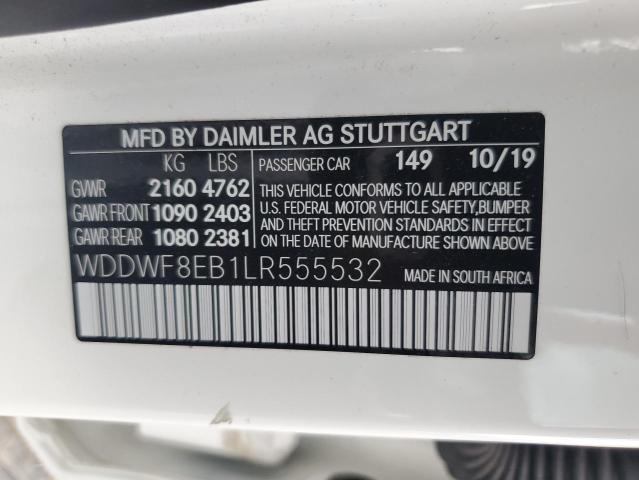 MFD BY DAIMLER AG STUTTGART
KG LBS
GVWR 2160 4762
GAWR FRONT 1090 2403
GAWR REAR 1080 2381
PASSENGER CAR 149 10/19
THIS VEHICLE CONFORMS TO ALL APPLICABLE
U.S. FEDERAL MOTOR VEHICLE SAFETY,BUMPER
AND THEFT PREVENTION STANDARDS IN EFFECT
ON THE DATE OF MANUFACTURE SHOWN ABOVE.
WDDWF8EB1LR555532
MADE IN SOUTH AFRICA